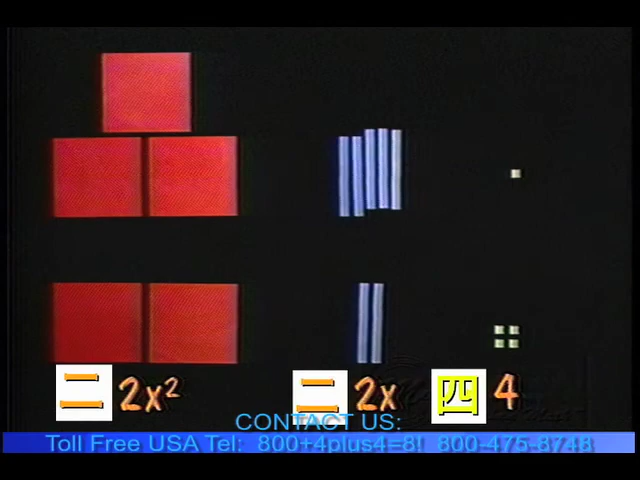 二 2x² 二 2x 四 4
CONTACT US:
Toll Free USA Tel: 800+4plus4=8! 800-475-8748